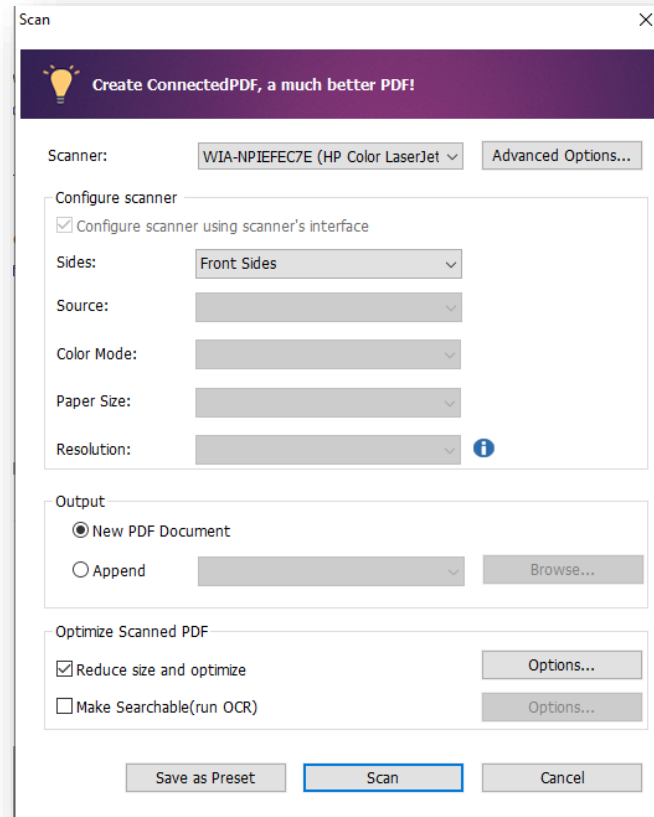 Scan
Create ConnectedPDF, a much better PDF!
Scanner: WIA-NPIEFEC7E (HP Color LaserJet Advanced Options...
Configure scanner
Configure scanner using scanner's interface
Sides: Front Sides
Source:
Color Mode:
Paper Size:
Resolution:
Output
New PDF Document
Append Browse...
Optimize Scanned PDF
Reduce size and optimize Options...
Make Searchable(run OCR) Options...
Save as Preset Scan Cancel